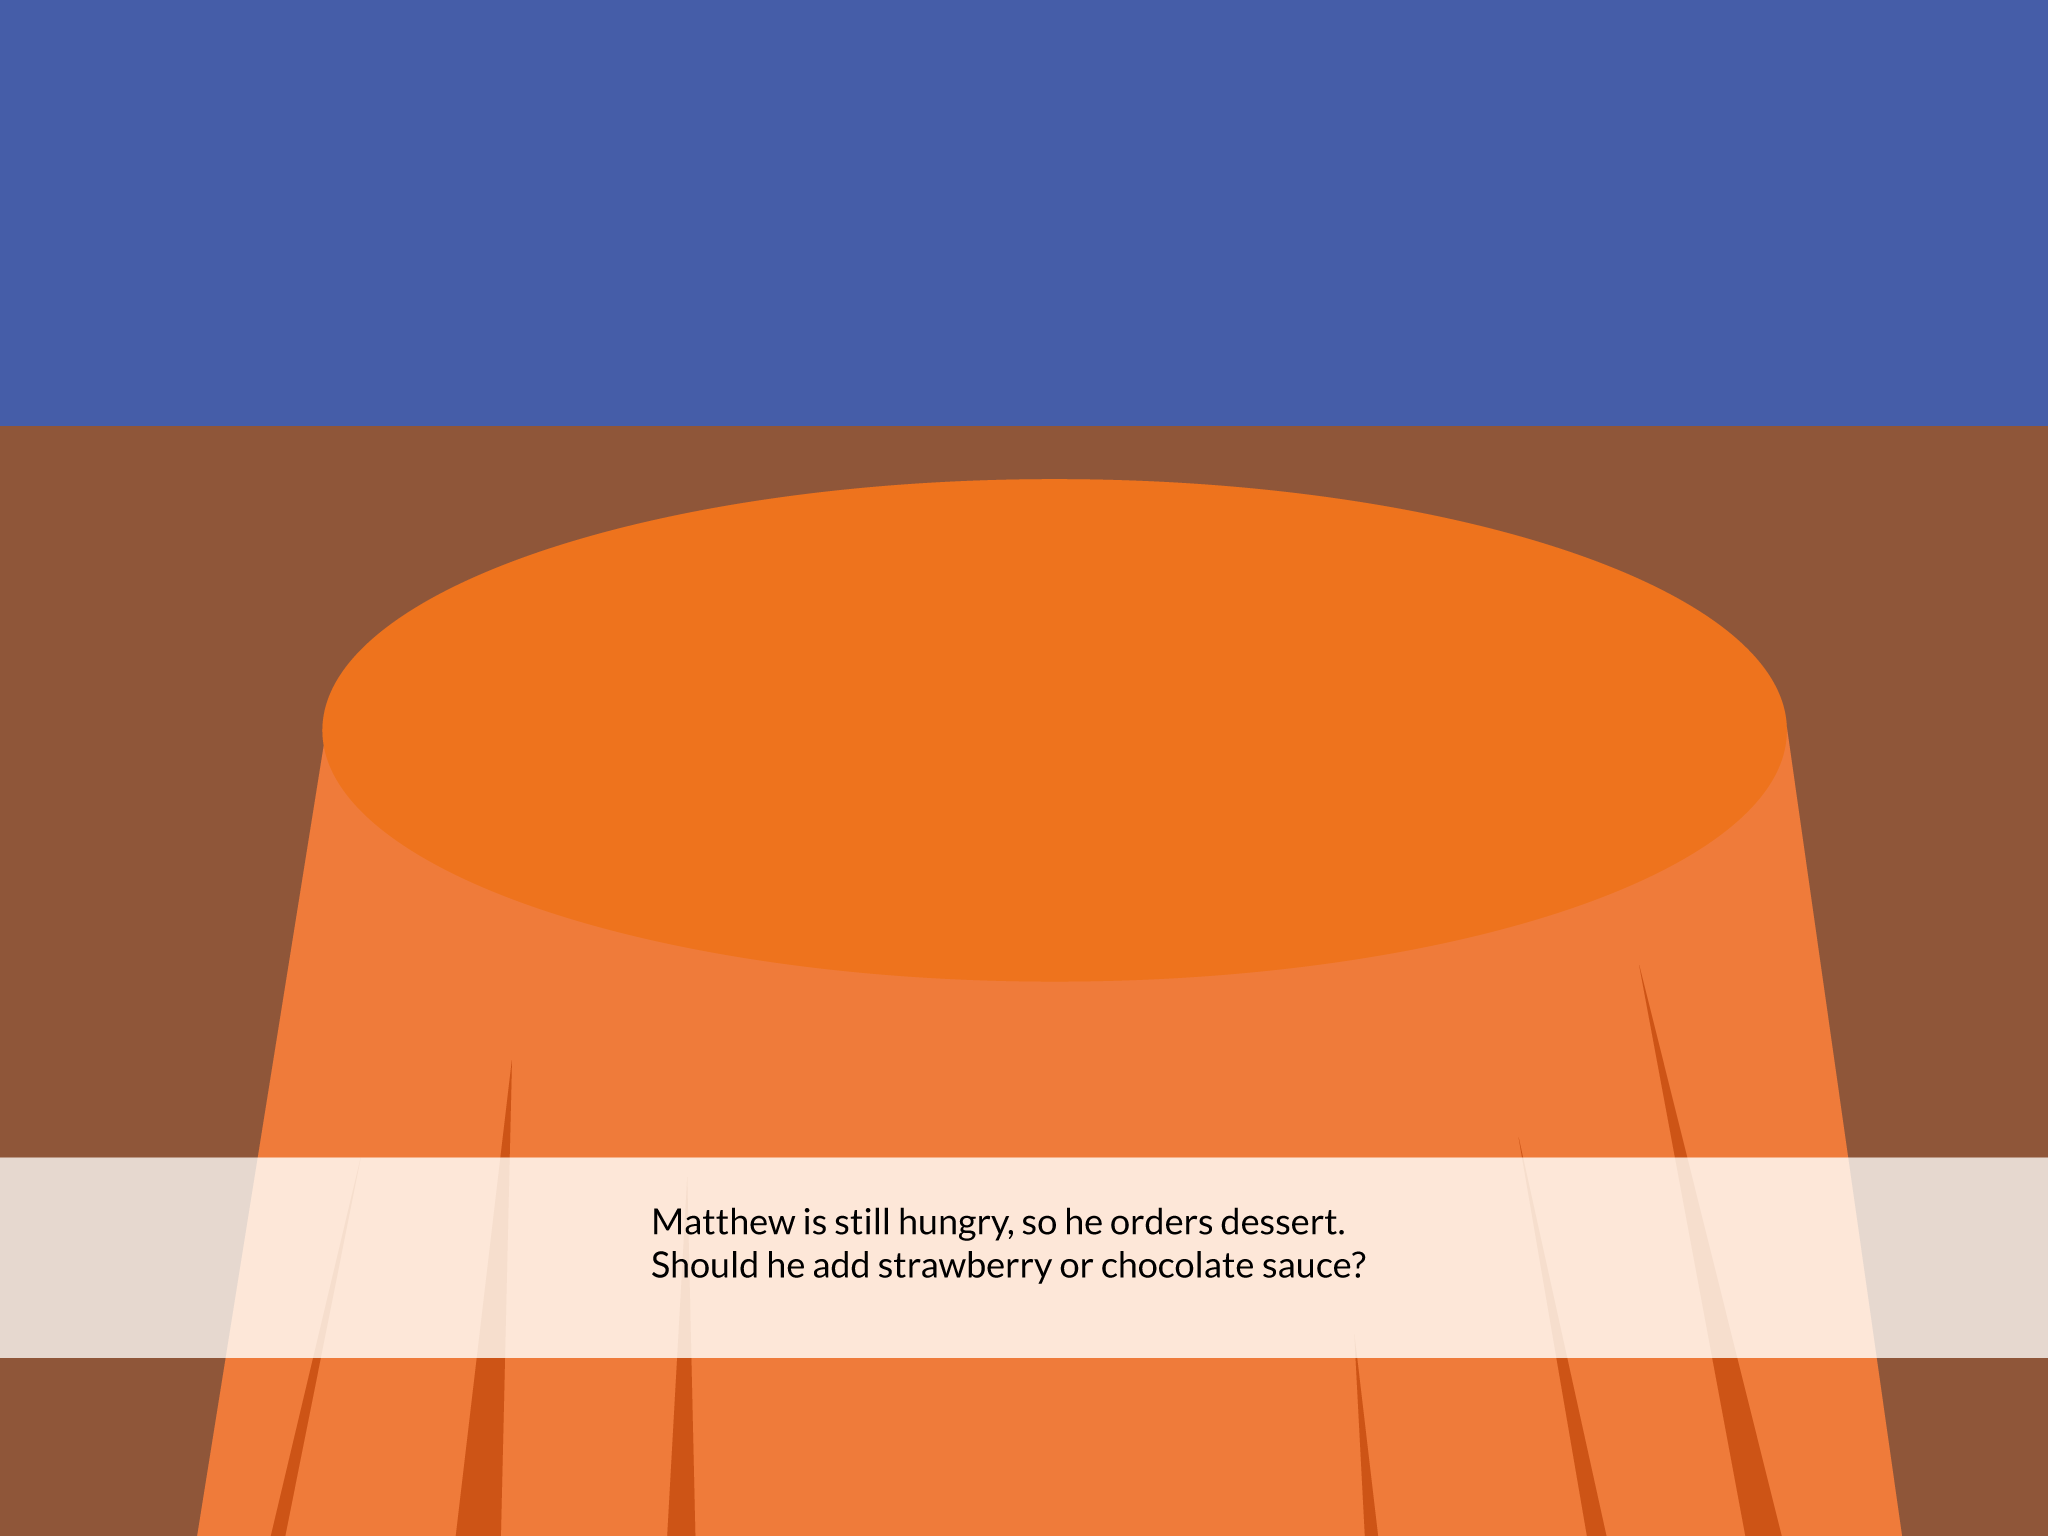 Matthew is still hungry, so he orders dessert.
Should he add strawberry or chocolate sauce?